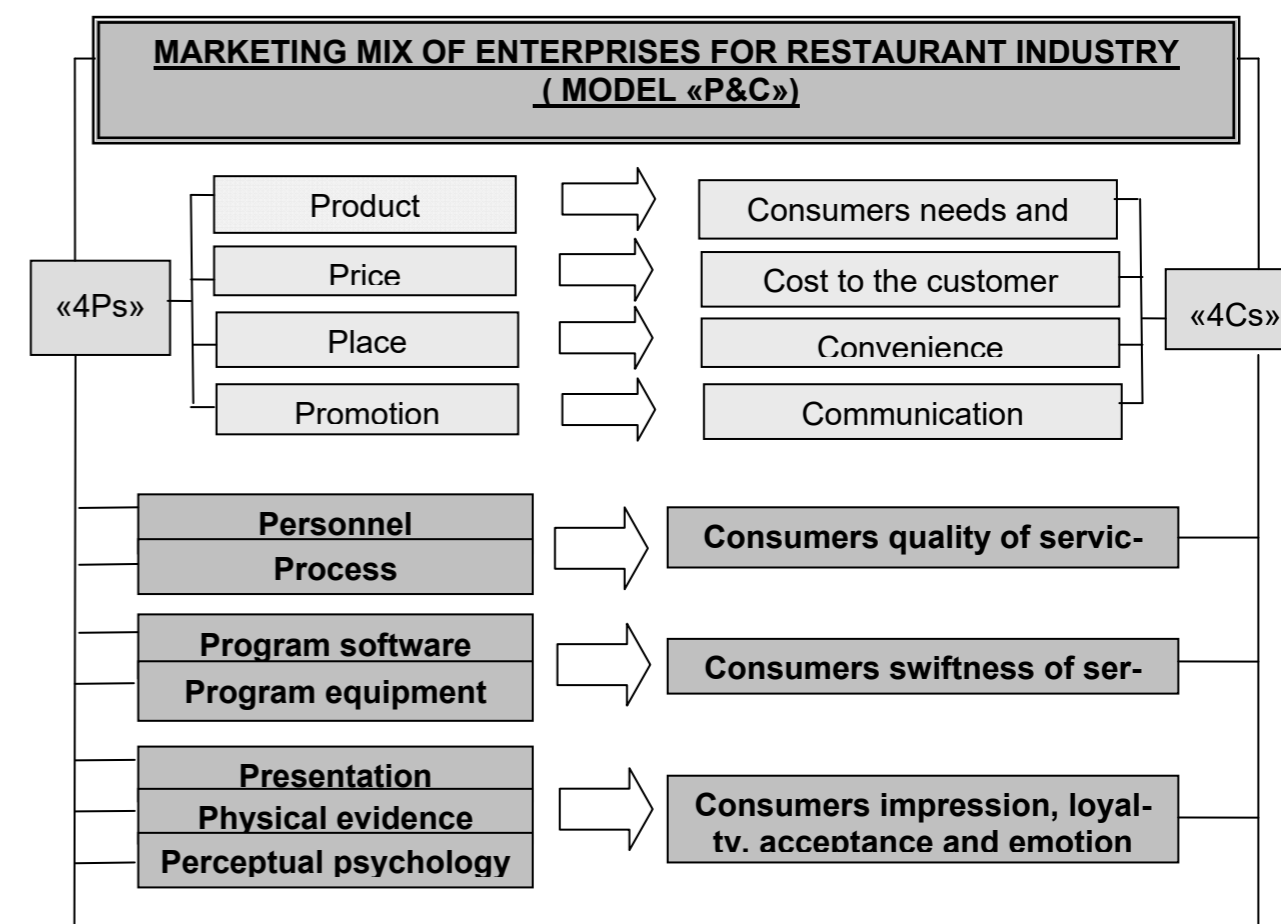 MARKETING MIX OF ENTERPRISES FOR RESTAURANT INDUSTRY
( MODEL «P&C»)
«4Ps»
Product
Price
Place
Promotion
Consumers needs and
Cost to the customer
Convenience
Communication
«4Cs»
Personnel
Process
Consumers quality of servic-
Program software
Program equipment
Consumers swiftness of ser-
Presentation
Physical evidence
Perceptual psychology
Consumers impression, loyal-
ty, acceptance and emotion